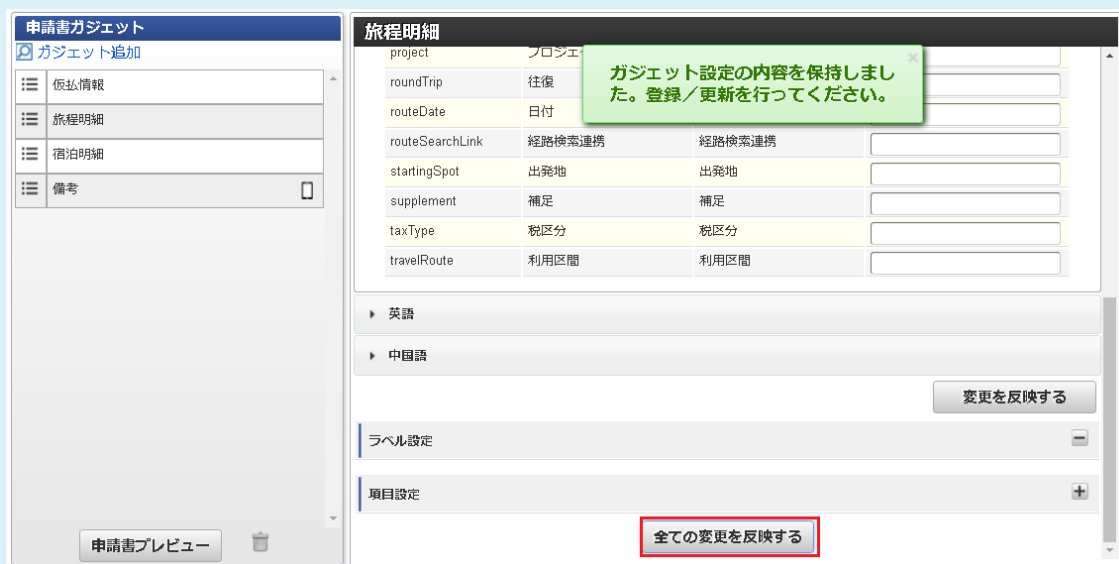 申請書ガジェット
ガジェット追加
仮払情報
旅程明細
宿泊明細
備考
申請書プレビュー
旅程明細
project プロジェ
roundTrip 往復
routeDate 日付
routeSearchLink 経路検索連携 経路検索連携
startingSpot 出発地 出発地
supplement 補足 補足
taxType 税区分 税区分
travelRoute 利用区間 利用区間
ガジェット設定の内容を保持しまし
た。登録／更新を行ってください。
英語
中国語
変更を反映する
ラベル設定
項目設定
全ての変更を反映する